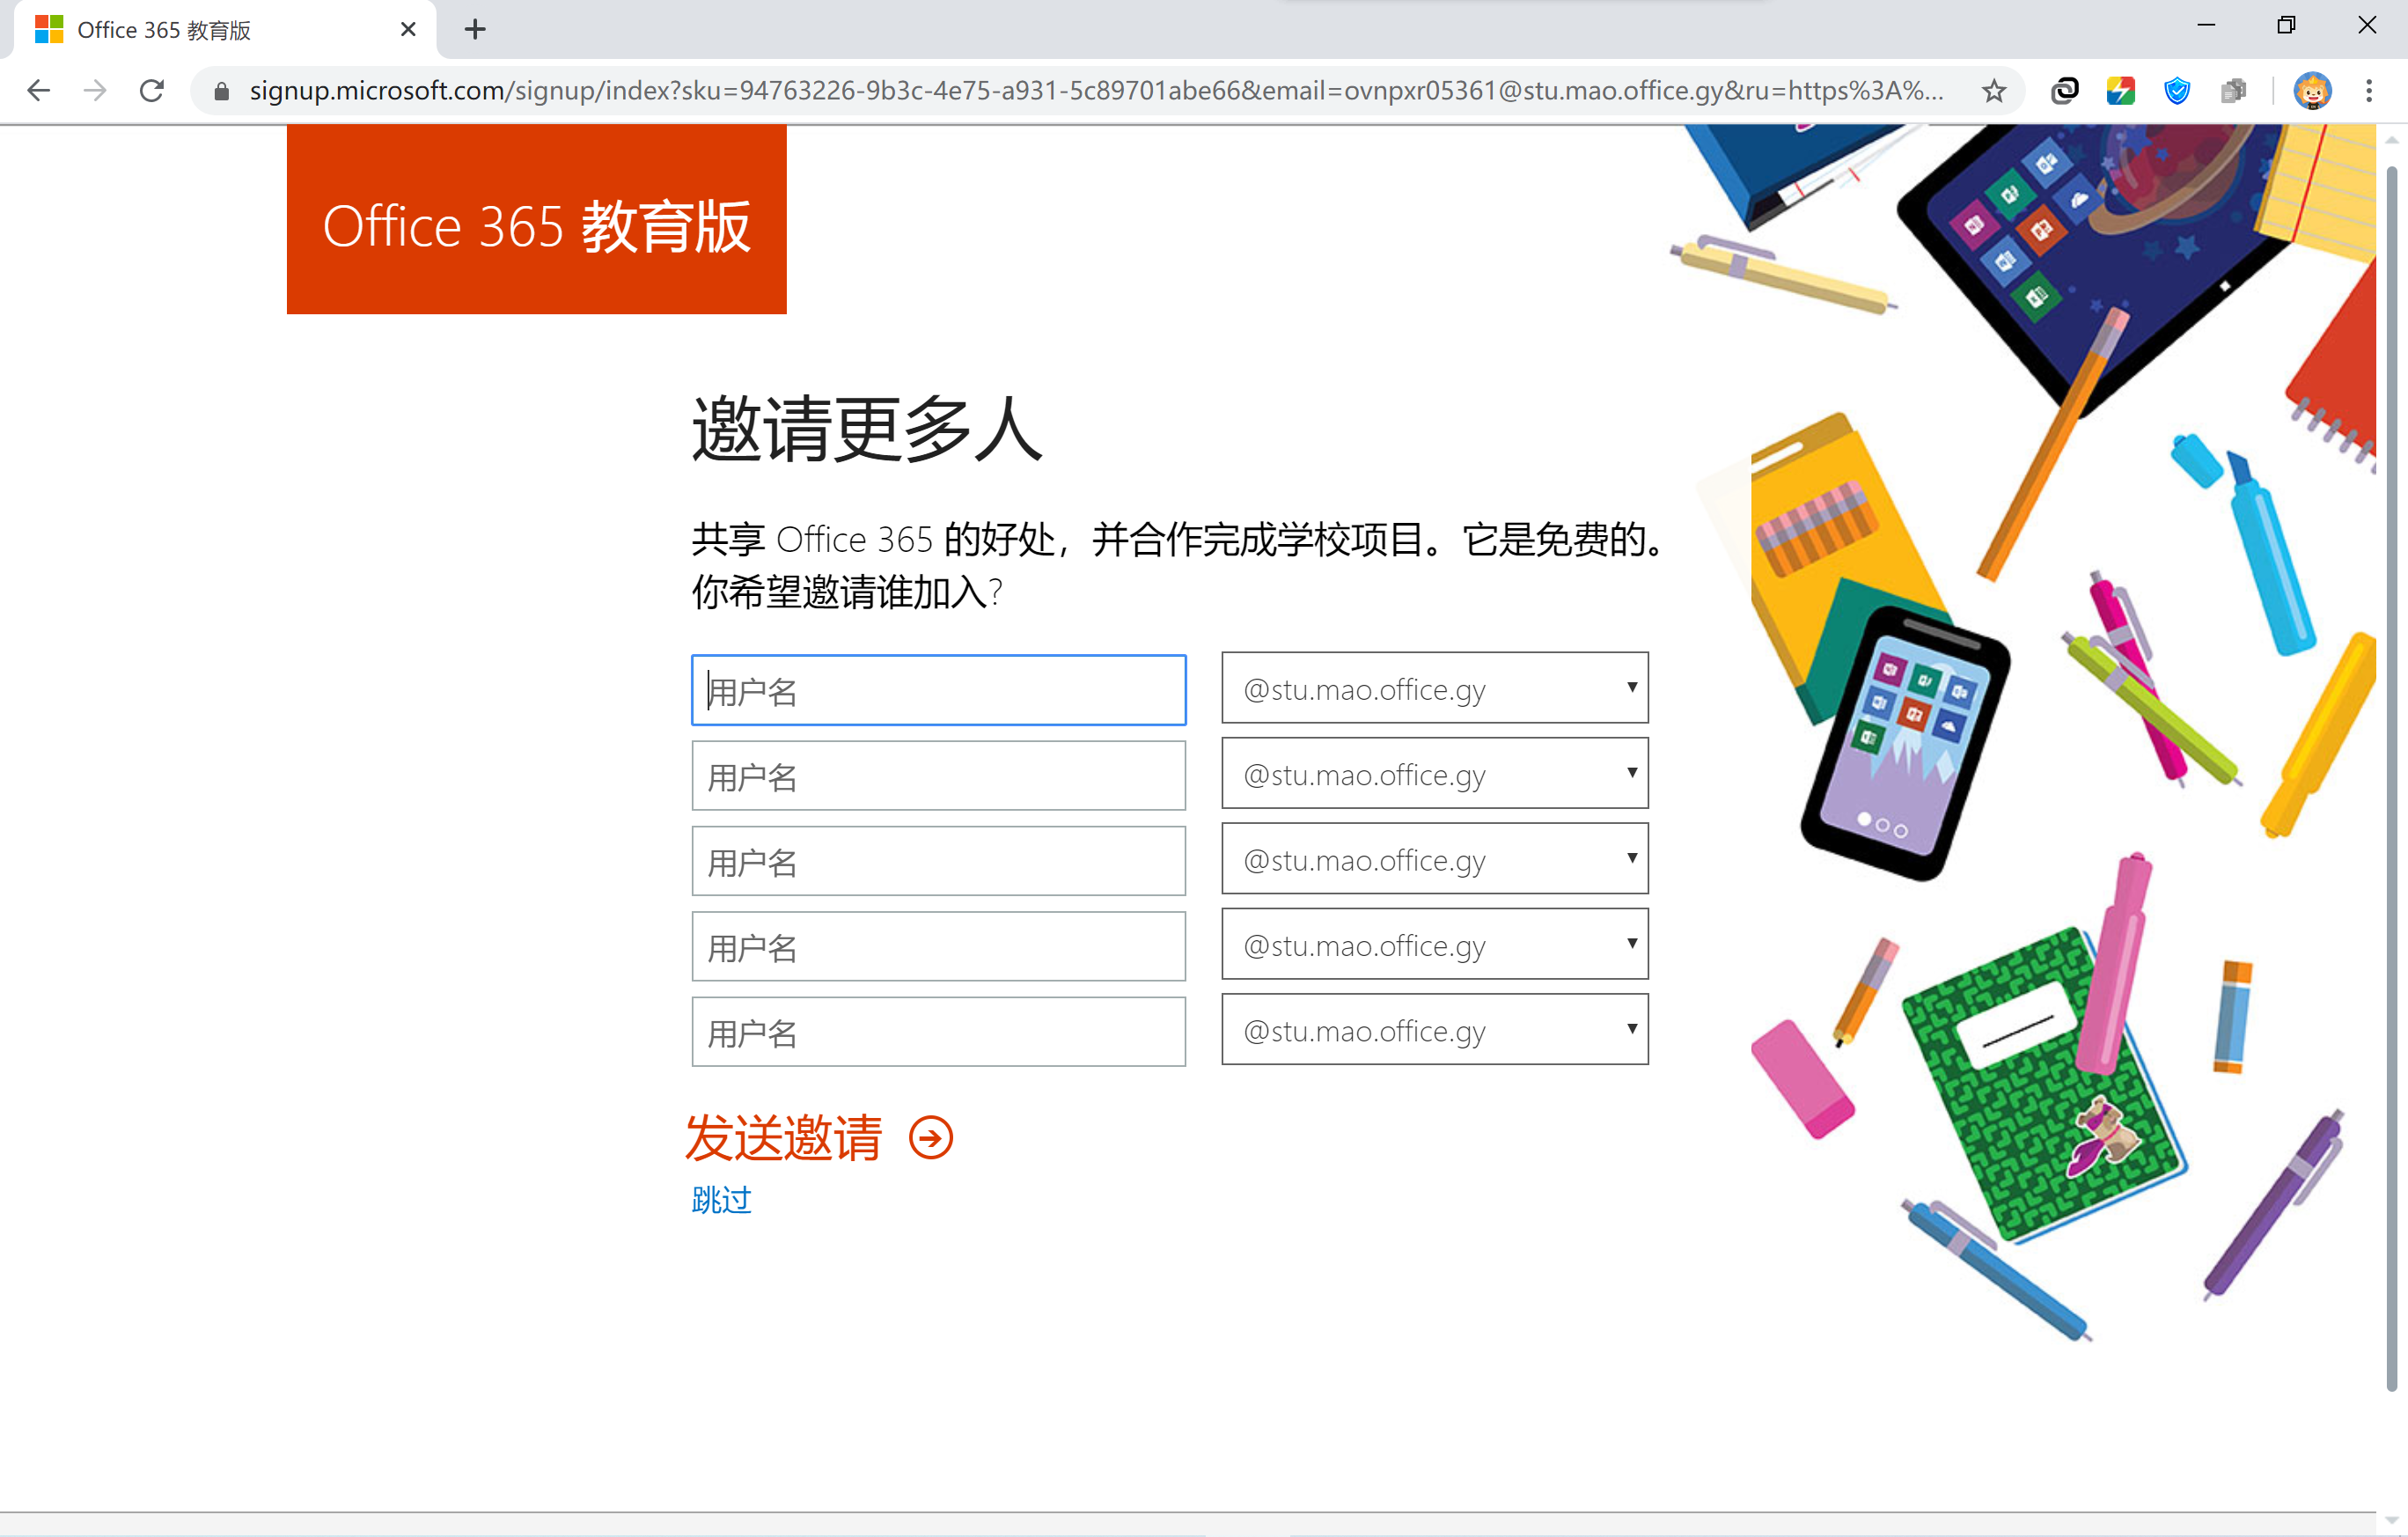 Office 365 教育版
signup.microsoft.com/signup/index?sku=94763226-9b3c-4e75-a931-5c89701abe66&email=ovnpxr05361@stu.mao.office.gy&ru=https%3A%...
Office 365 教育版
邀请更多人
共享 Office 365 的好处，并合作完成学校项目。它是免费的。
你希望邀请谁加入?
用户名 @stu.mao.office.gy
用户名 @stu.mao.office.gy
用户名 @stu.mao.office.gy
用户名 @stu.mao.office.gy
用户名 @stu.mao.office.gy
发送邀请
跳过